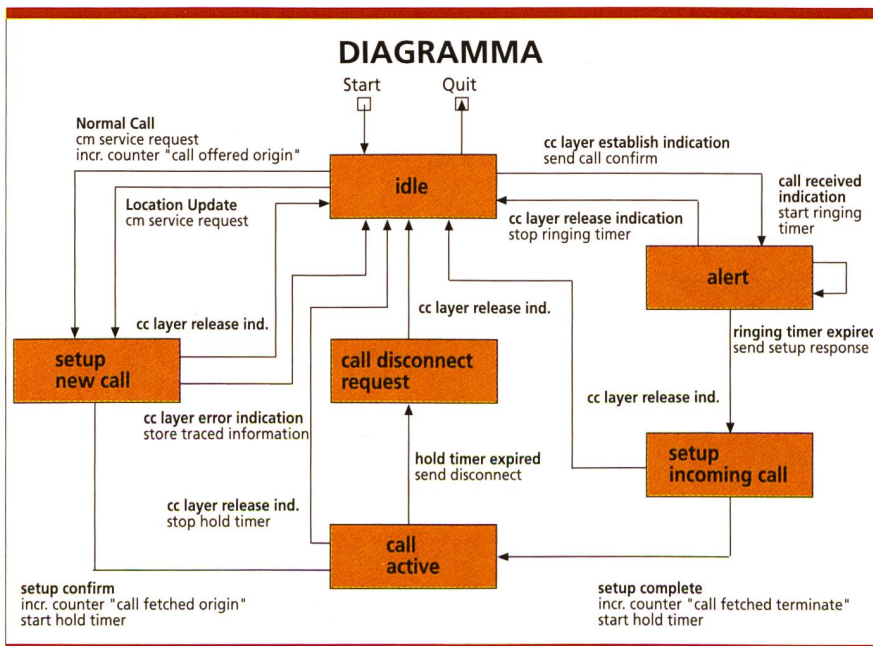 DIAGRAMMA
Start
Quit
Normal Call
cm service request
incr. counter "call offered origin"
cc layer establish indication
send call confirm
idle
call received
indication
start ringing
timer
Location Update
cm service request
cc layer release indication
stop ringing timer
alert
cc layer release ind.
cc layer release ind.
ringing timer expired
send setup response
setup
new call
call disconnect
request
cc layer release ind.
cc layer error indication
store traced information
setup
incoming call
hold timer expired
send disconnect
cc layer release ind.
stop hold timer
call
active
setup confirm
incr. counter "call fetched origin"
start hold timer
setup complete
incr. counter "call fetched terminate"
start hold timer